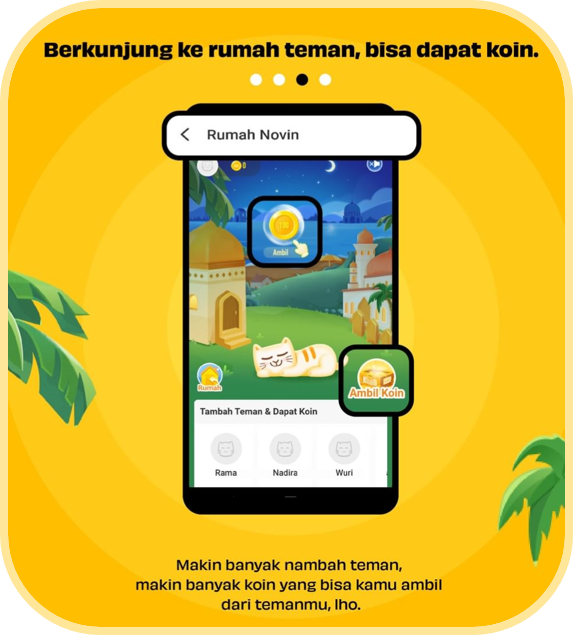 Berkunjung ke rumah teman, bisa dapat koin.
Rumah Novin
0
Ambil
Rumah
Ambil Koin
Tambah Teman & Dapat Koin
Rama
Nadira
Wuri
Makin banyak nambah teman,
makin banyak koin yang bisa kamu ambil
dari temanmu, lho.